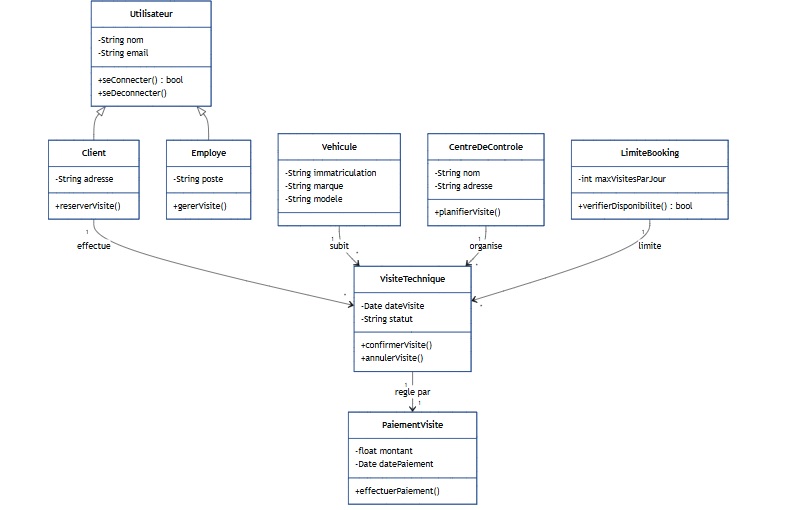 Utilisateur
-String nom
-String email
+seConnecter() : bool
+seDeconnecter()
Client
-String adresse
+reserverVisite()
Employe
-String poste
+gererVisite()
Vehicule
-String immatriculation
-String marque
-String modele
CentreDeControle
-String nom
-String adresse
+planifierVisite()
LimiteBooking
-int maxVisitesParJour
+verifierDisponibilite() : bool
1
effectue
*
1
subit
*
1
organise
*
1
limite
*
VisiteTechnique
-Date dateVisite
-String statut
+confirmerVisite()
+annulerVisite()
1
regle par
1
PaiementVisite
-float montant
-Date datePaiement
+effectuerPaiement()